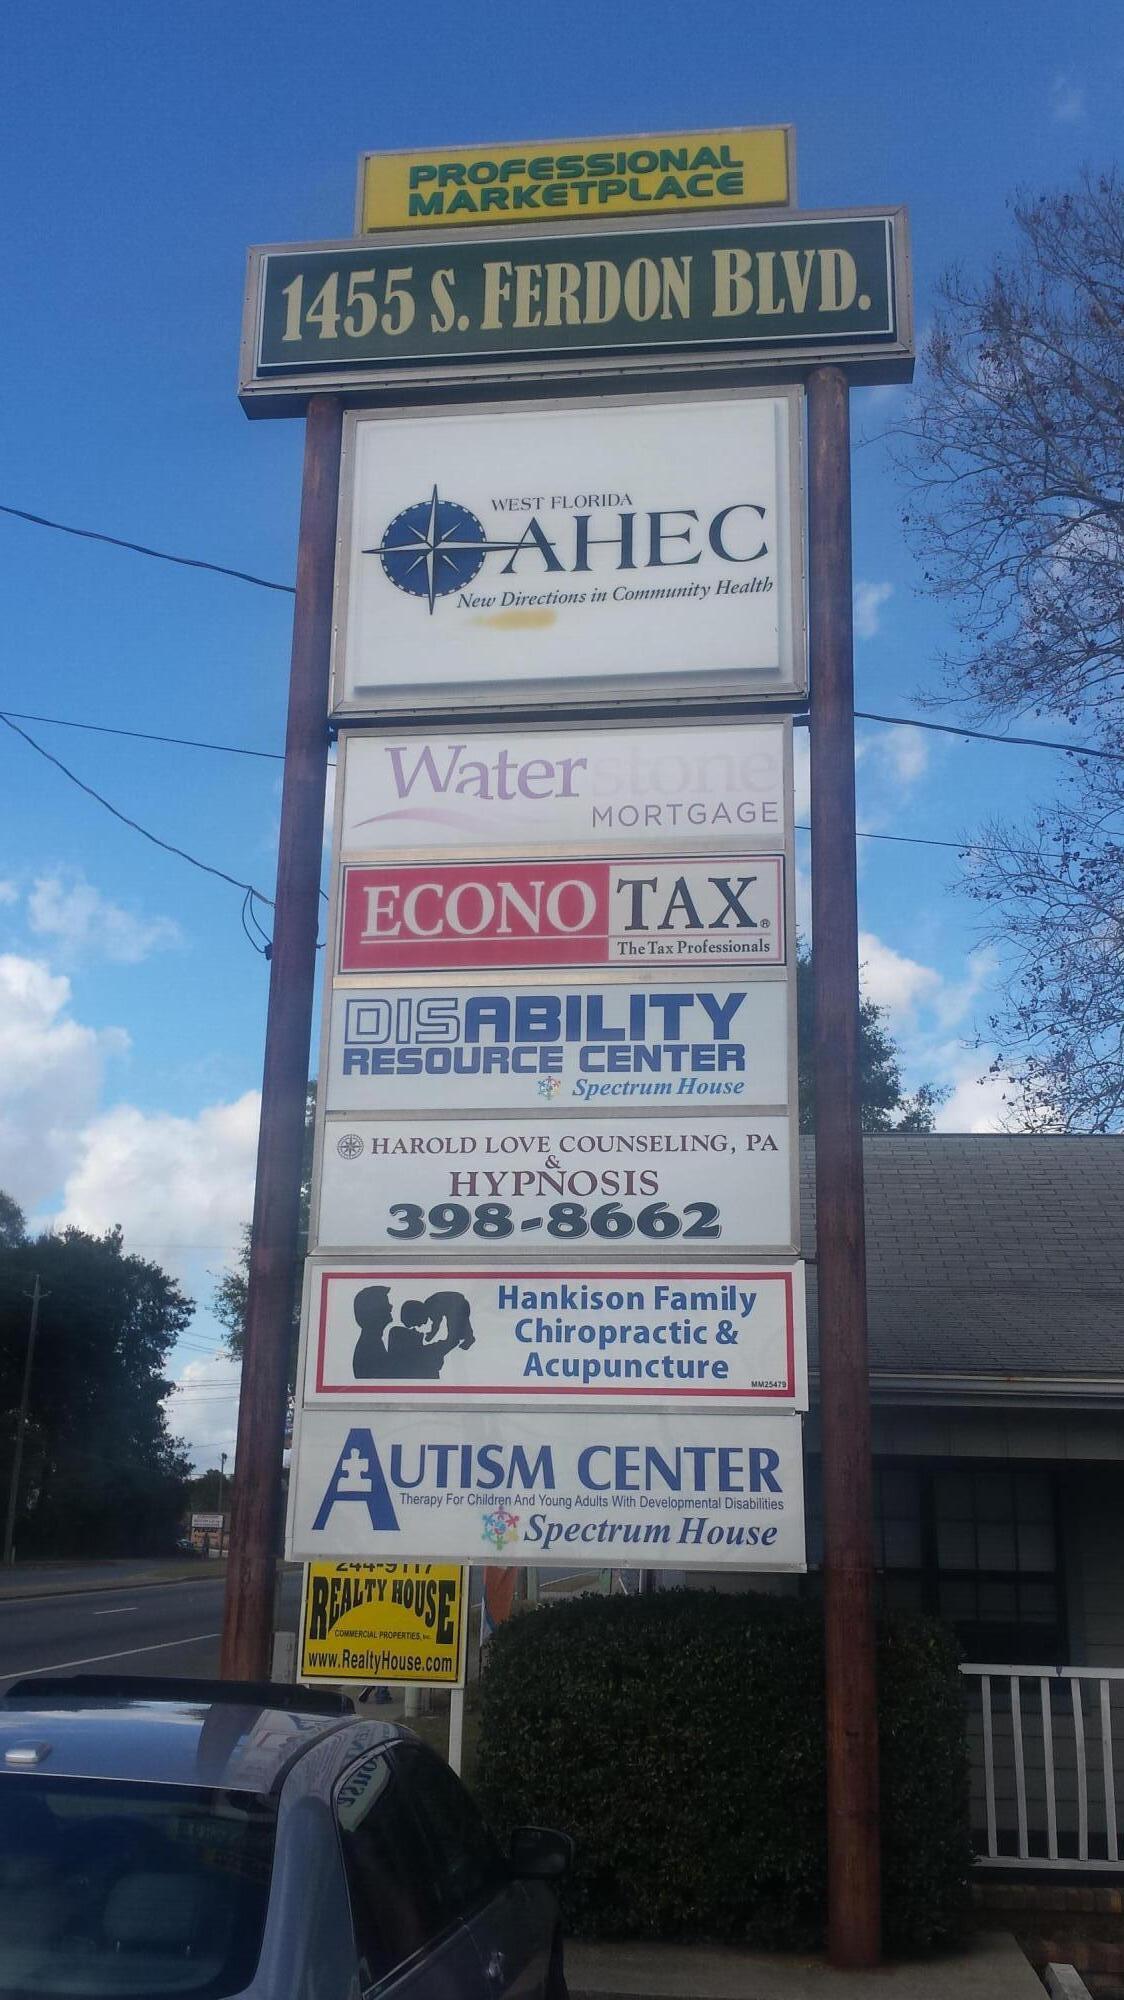 PROFESSIONAL
MARKETPLACE
1455 S. FERDON BLVD.
WEST FLORIDA
AHEC
New Directions in Community Health
Waterstone
MORTGAGE
ECONO TAX®
The Tax Professionals
DISABILITY
RESOURCE CENTER
Spectrum House
HAROLD LOVE COUNSELING, PA
&
HYPNOSIS
398-8662
Hankison Family
Chiropractic &
Acupuncture
MM25479
AUTISM CENTER
Therapy For Children And Young Adults With Developmental Disabilities
Spectrum House
244-9117
REALTY HOUSE
COMMERCIAL PROPERTIES, INC.
www.RealtyHouse.com